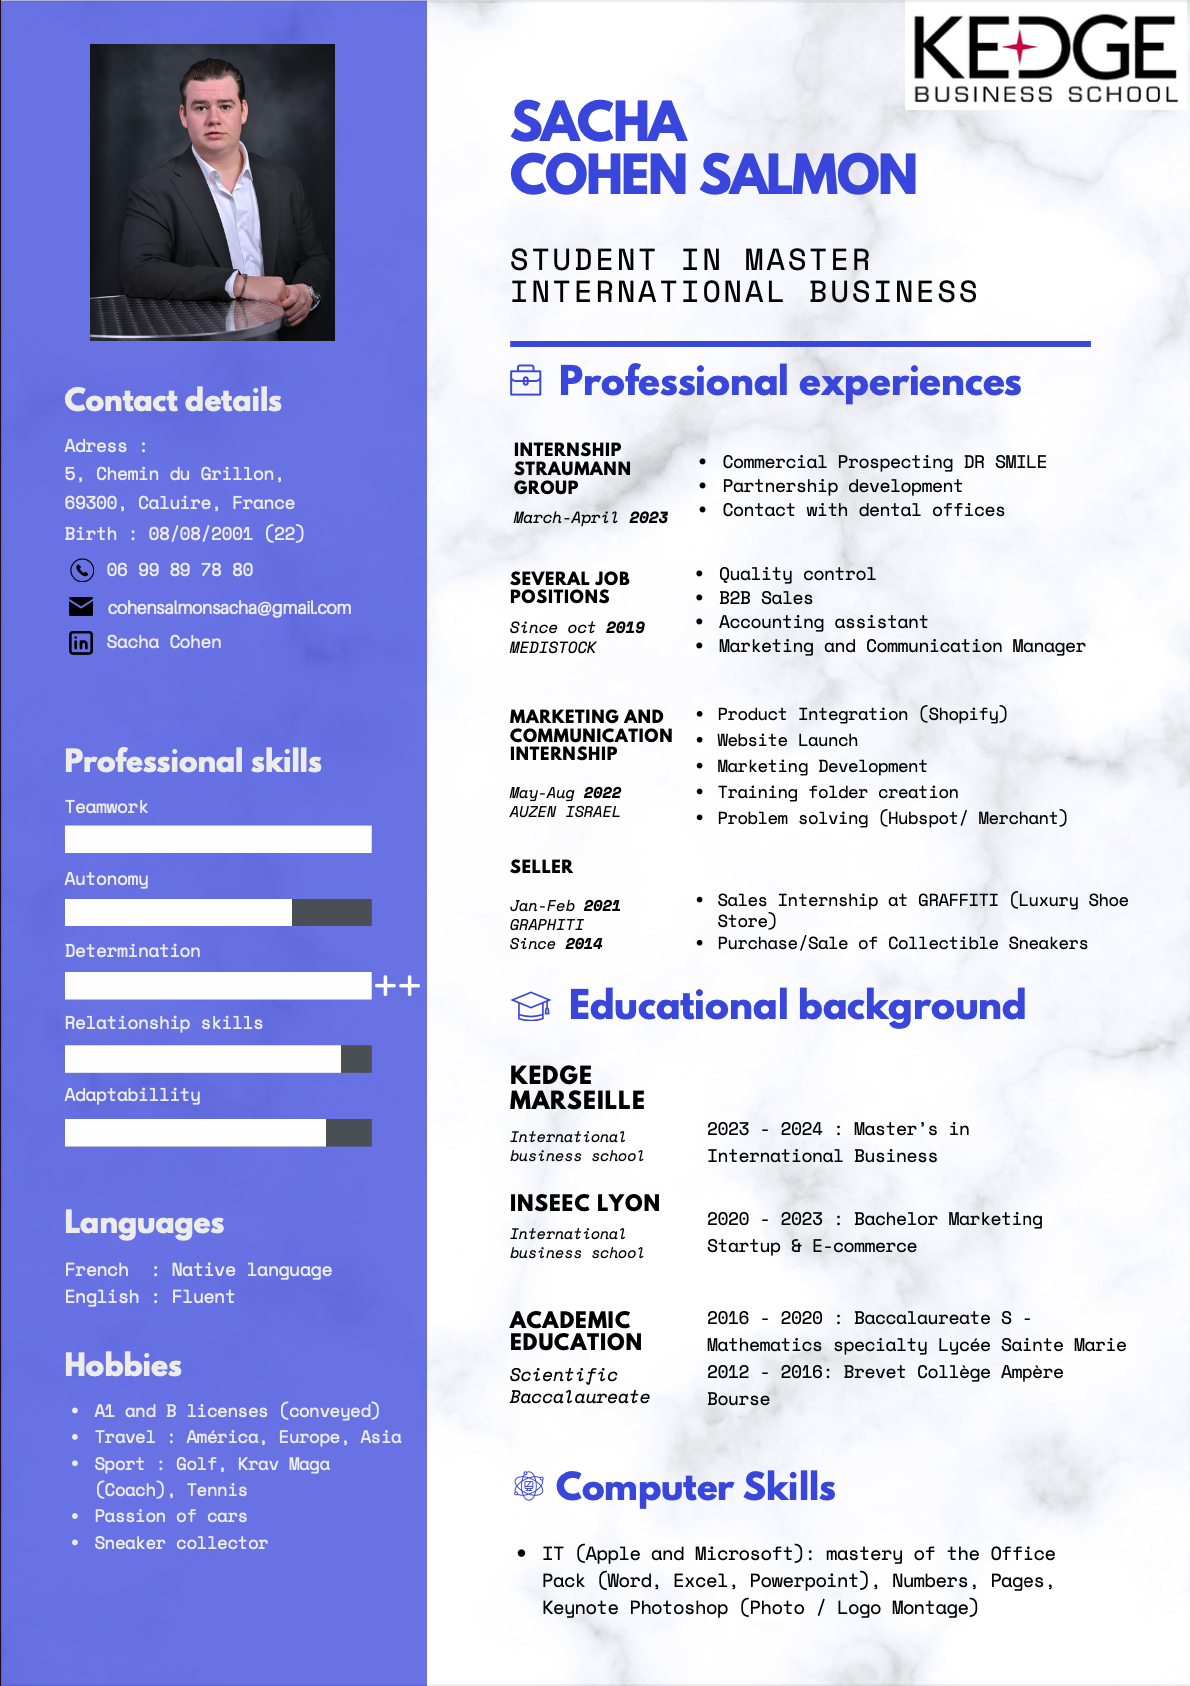 KEDGE
BUSINESS SCHOOL
SACHA
COHEN SALMON
STUDENT IN MASTER
INTERNATIONAL BUSINESS
Contact details
Adress :
5, Chemin du Grillon,
69300, Caluire, France
Birth : 08/08/2001 (22)
06 99 89 78 80
cohensalmonsacha@gmail.com
Sacha Cohen
Professional skills
Teamwork
Autonomy
Determination
++
Relationship skills
Adaptabillity
Languages
French : Native language
English : Fluent
Hobbies
• A1 and B licenses (conveyed)
• Travel : América, Europe, Asia
• Sport : Golf, Krav Maga
(Coach), Tennis
• Passion of cars
• Sneaker collector
Professional experiences
INTERNSHIP
STRAUMANN
GROUP
March-April 2023
• Commercial Prospecting DR SMILE
• Partnership development
• Contact with dental offices
SEVERAL JOB
POSITIONS
Since oct 2019
MEDISTOCK
• Quality control
• B2B Sales
• Accounting assistant
• Marketing and Communication Manager
MARKETING AND
COMMUNICATION
INTERNSHIP
May-Aug 2022
AUZEN ISRAEL
• Product Integration (Shopify)
• Website Launch
• Marketing Development
• Training folder creation
• Problem solving (Hubspot/ Merchant)
SELLER
Jan-Feb 2021
GRAPHITI
Since 2014
• Sales Internship at GRAFFITI (Luxury Shoe
Store)
• Purchase/Sale of Collectible Sneakers
Educational background
KEDGE
MARSEILLE
International
business school
2023 - 2024 : Master's in
International Business
INSEEC LYON
International
business school
2020 - 2023 : Bachelor Marketing
Startup & E-commerce
ACADEMIC
EDUCATION
Scientific
Baccalaureate
2016 - 2020 : Baccalaureate S -
Mathematics specialty Lycée Sainte Marie
2012 - 2016: Brevet Collège Ampère
Bourse
Computer Skills
• IT (Apple and Microsoft): mastery of the Office
Pack (Word, Excel, Powerpoint), Numbers, Pages,
Keynote Photoshop (Photo / Logo Montage)